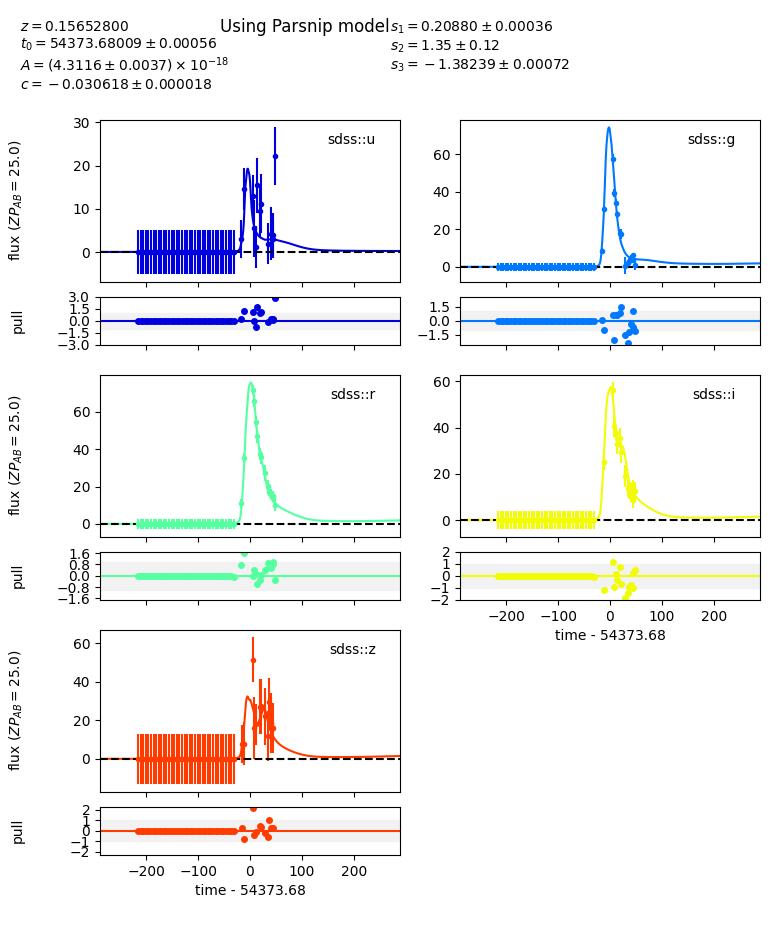 Using Parsnip model
z = 0.15652800
t₀ = 54373.68009 ± 0.00056
A = (4.3116 ± 0.0037) × 10⁻¹⁸
c = −0.030618 ± 0.000018
s₁ = 0.20880 ± 0.00036
s₂ = 1.35 ± 0.12
s₃ = −1.38239 ± 0.00072
sdss::u
flux (ZP_AB = 25.0)
30
20
10
0
pull
3.0
1.5
0.0
−1.5
−3.0
sdss::g
60
40
20
0
1.5
0.0
−1.5
sdss::r
flux (ZP_AB = 25.0)
60
40
20
0
pull
1.6
0.8
0.0
−0.8
−1.6
sdss::i
60
40
20
0
2
1
0
−1
−2
−200 −100 0 100 200
time - 54373.68
sdss::z
flux (ZP_AB = 25.0)
60
40
20
0
pull
2
1
0
−1
−2
−200 −100 0 100 200
time - 54373.68